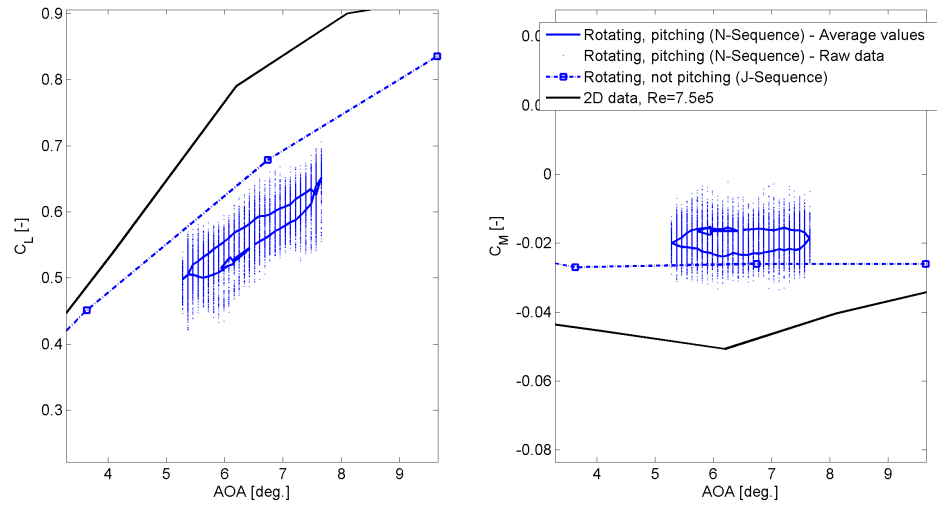 0.9
0.8
0.7
0.6
0.5
0.4
0.3
C_L [-]
4 5 6 7 8 9
AOA [deg.]
Rotating, pitching (N-Sequence) - Average values
Rotating, pitching (N-Sequence) - Raw data
Rotating, not pitching (J-Sequence)
2D data, Re=7.5e5
0
-0.02
-0.04
-0.06
-0.08
C_M [-]
4 5 6 7 8 9
AOA [deg.]